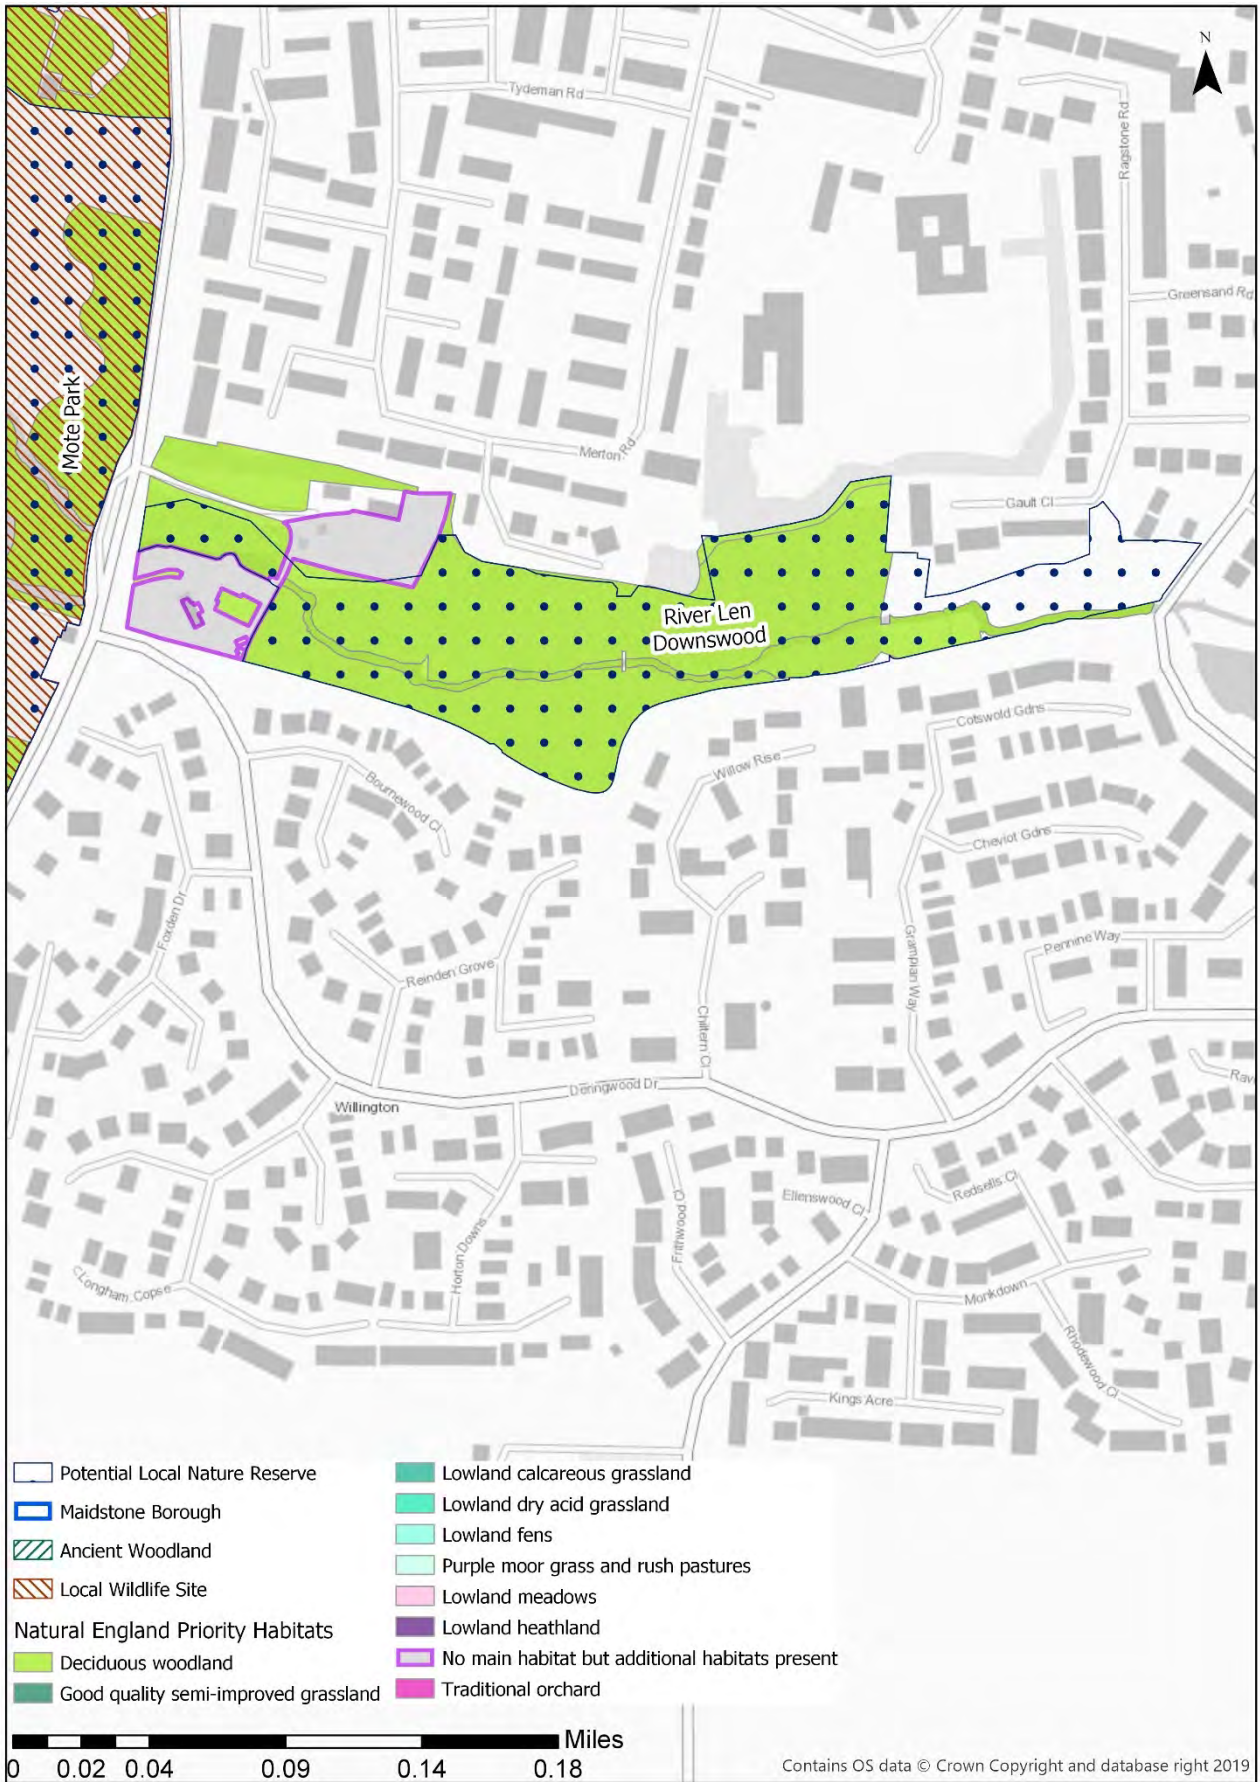 N
Tydeman Rd
Ragstone Rd
Greensand Rd
Mote Park
Merton Rd
Gault Cl
River Len
Downswood
Cotswold Gdns
Willow Rise
Bournewood Cl
Cheviot Gdns
Foxden Dr
Pennine Way
Grampian Way
Reinden Grove
Chiltern Cl
Rav
Deringwood Dr
Willington
Redsells Cl
Ellenswood Cl
Frithwood Cl
Horton Downs
Longham Copse
Monkdown
Rhodewood Cl
Kings Acre
Potential Local Nature Reserve
Maidstone Borough
Ancient Woodland
Local Wildlife Site
Natural England Priority Habitats
Deciduous woodland
Good quality semi-improved grassland
Lowland calcareous grassland
Lowland dry acid grassland
Lowland fens
Purple moor grass and rush pastures
Lowland meadows
Lowland heathland
No main habitat but additional habitats present
Traditional orchard
Miles
0 0.02 0.04 0.09 0.14 0.18
Contains OS data © Crown Copyright and database right 2019